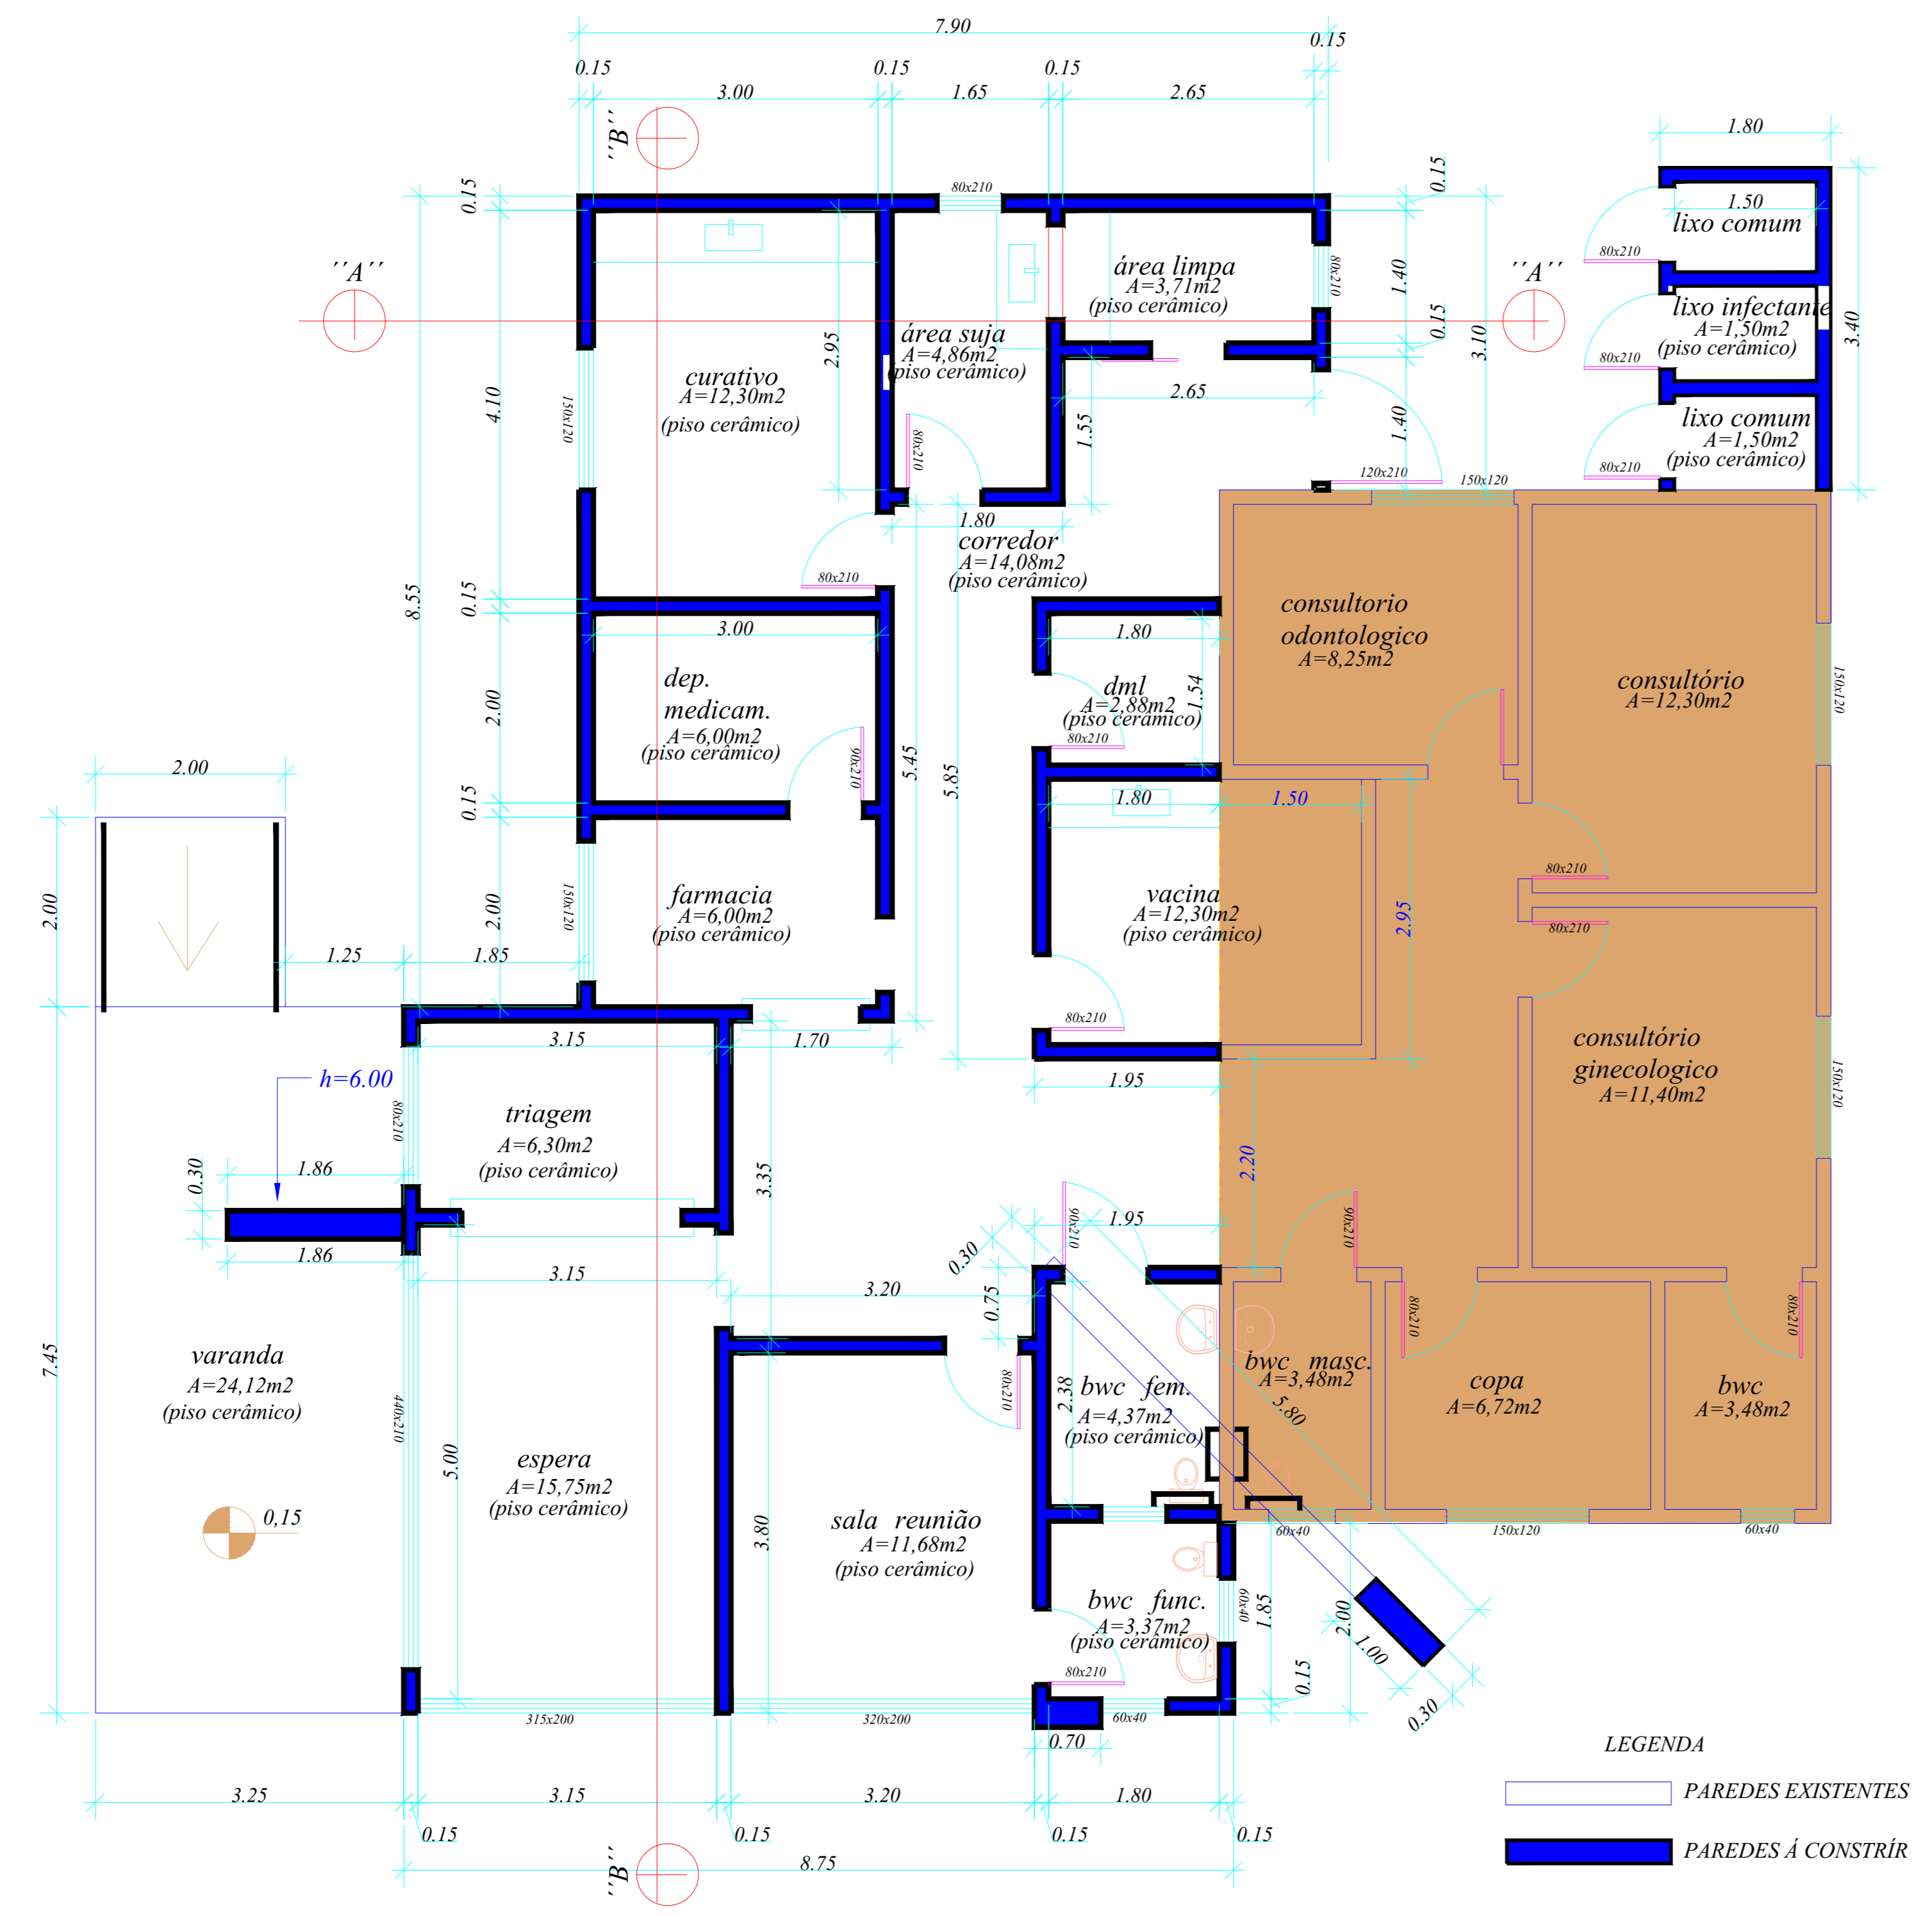 7.90
0.15
0.15 0.15 0.15
3.00 1.65 2.65
´´B´´
1.80
0.15
0.15
80x210
1.50
lixo comum
80x210
´´A´´
´´A´´
área limpa
A=3,71m2
(piso cerâmico)
80x210
1.40
0.15
3.10
3.40
lixo infectante
A=1,50m2
(piso cerâmico)
80x210
área suja
A=4,86m2
(piso cerâmico)
2.95
curativo
A=12,30m2
(piso cerâmico)
4.10
150x120
80x210
1.55
2.65
1.40
lixo comum
A=1,50m2
(piso cerâmico)
80x210
120x210
150x120
1.80
corredor
A=14,08m2
(piso cerâmico)
80x210
8.55
0.15
3.00
1.80
consultorio
odontologico
A=8,25m2
consultório
A=12,30m2
150x120
dep.
medicam.
A=6,00m2
(piso cerâmico)
2.00
90x210
5.45
5.85
dml
A=2,88m2
(piso cerâmico)
80x210
1.54
2.00
0.15
1.80
1.50
2.00
farmacia
A=6,00m2
(piso cerâmico)
2.00
150x120
vacina
A=12,30m2
(piso cerâmico)
2.95
80x210
80x210
1.25
1.85
80x210
3.15
1.70
1.95
consultório
ginecologico
A=11,40m2
150x120
h=6.00
triagem
A=6,30m2
(piso cerâmico)
80x210
0.30
1.86
1.86
3.35
2.20
1.95
90x210
90x210
0.30
3.15
3.20
0.75
80x210
80x210
7.45
varanda
A=24,12m2
(piso cerâmico)
440x210
80x210
2.38
bwc fem.
A=4,37m2
(piso cerâmico)
bwc masc.
A=3,48m2
5.80
copa
A=6,72m2
bwc
A=3,48m2
5.00
espera
A=15,75m2
(piso cerâmico)
0,15
3.80
sala reunião
A=11,68m2
(piso cerâmico)
60x40
150x120
60x40
bwc func.
A=3,37m2
(piso cerâmico)
60x40
1.85
2.00
1.00
0.15
0.30
80x210
315x200
320x200
60x40
0.70
LEGENDA
PAREDES EXISTENTES
PAREDES Á CONSTRÍR
3.25 3.15 3.20 1.80
0.15 0.15 0.15 0.15
8.75
´´B´´